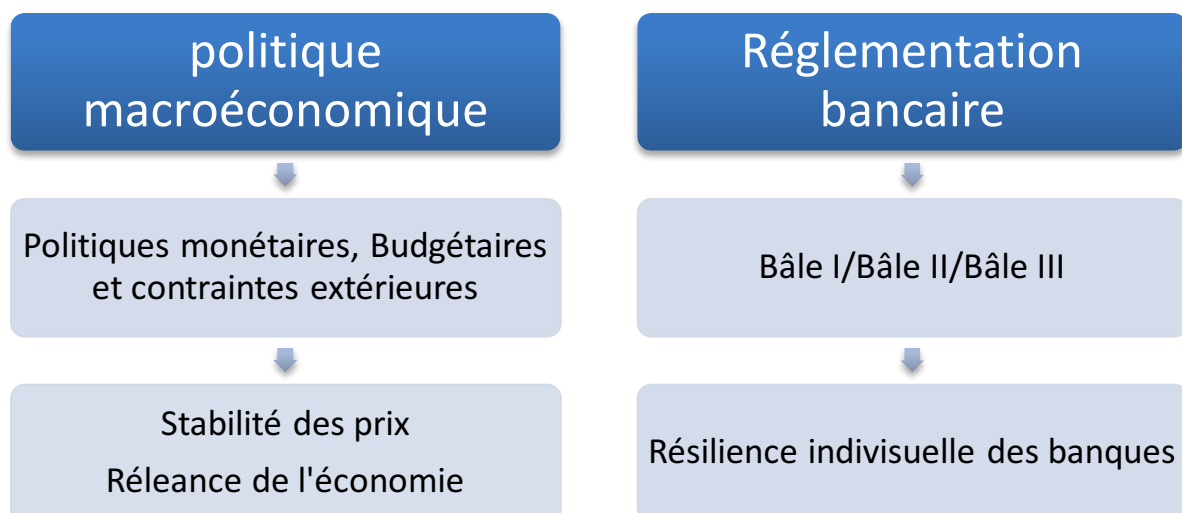 politique
macroéconomique
Politiques monétaires, Budgétaires
et contraintes extérieures
Stabilité des prix
Réleance de l'économie
Réglementation
bancaire
Bâle I/Bâle II/Bâle III
Résilience indivisuelle des banques